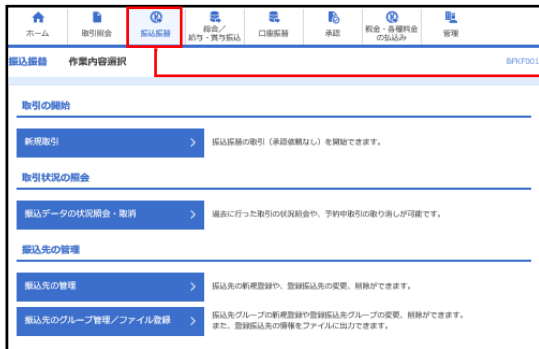 ホーム
取引照会
振込振替
総合／
給与・賞与振込
口座振替
承認
税金・各種料金
の払込み
管理
振込振替 作業内容選択 BFKF001
取引の開始
新規取引
振込振替の取引（承認依頼なし）を開始できます。
取引状況の照会
振込データの状況照会・取消
過去に行った取引の状況照会や、予約中取引の取り消しが可能です。
振込先の管理
振込先の管理
振込先の新規登録や、登録振込先の変更、削除ができます。
振込先のグループ管理／ファイル登録
振込先グループの新規登録や登録振込先グループの変更、削除ができます。
また、登録振込先の情報をファイルに出力できます。